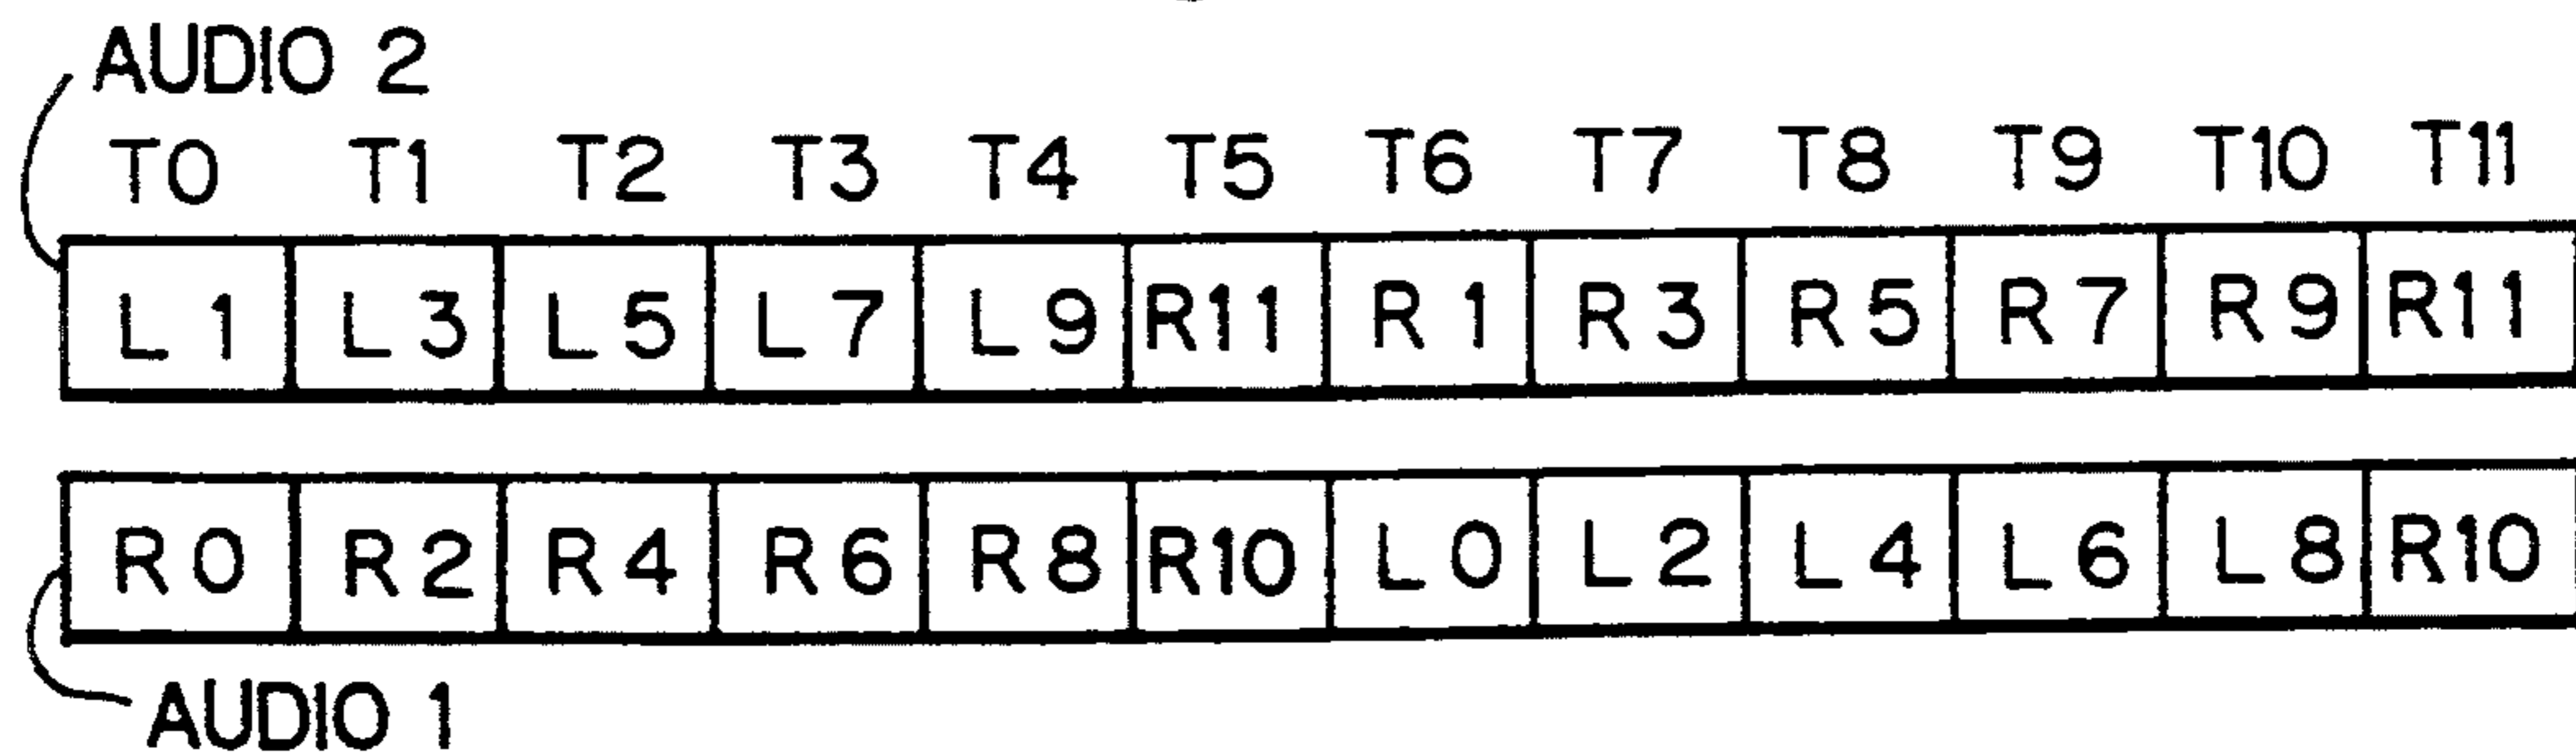 AUDIO 2
T0 T1 T2 T3 T4 T5 T6 T7 T8 T9 T10 T11
L1 L3 L5 L7 L9 R11 R1 R3 R5 R7 R9 R11
R0 R2 R4 R6 R8 R10 L0 L2 L4 L6 L8 R10
AUDIO 1